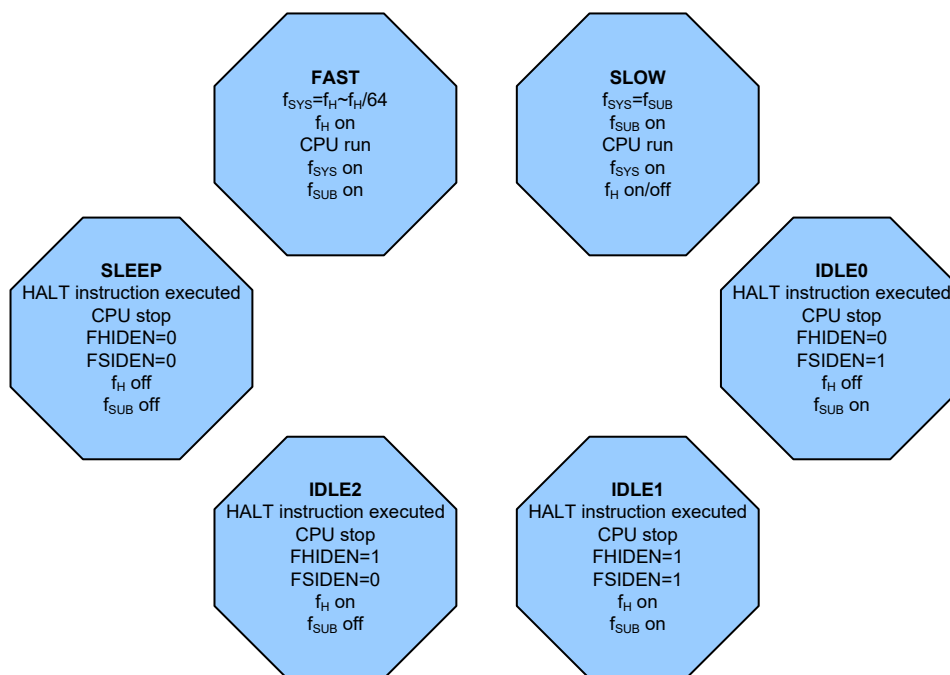 FAST
fSYS=fH~fH/64
fH on
CPU run
fSYS on
fSUB on
SLOW
fSYS=fSUB
fSUB on
CPU run
fSYS on
fH on/off
SLEEP
HALT instruction executed
CPU stop
FHIDEN=0
FSIDEN=0
fH off
fSUB off
IDLE0
HALT instruction executed
CPU stop
FHIDEN=0
FSIDEN=1
fH off
fSUB on
IDLE2
HALT instruction executed
CPU stop
FHIDEN=1
FSIDEN=0
fH on
fSUB off
IDLE1
HALT instruction executed
CPU stop
FHIDEN=1
FSIDEN=1
fH on
fSUB on